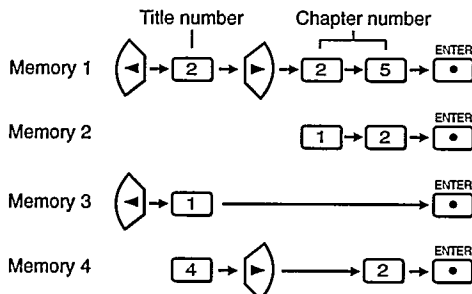 Title number Chapter number
ENTER
Memory 1 2 2 5
ENTER
Memory 2 1 2
ENTER
Memory 3 1
ENTER
Memory 4 4 2